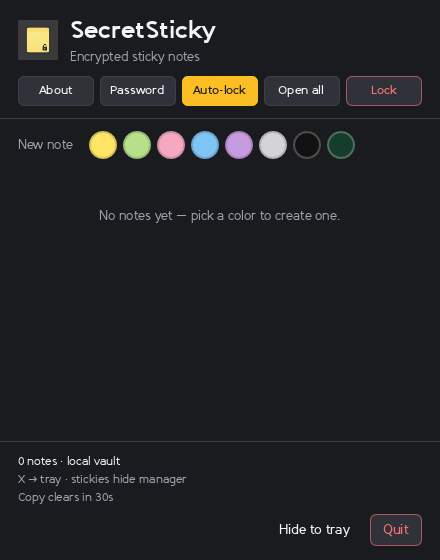 SecretSticky
Encrypted sticky notes
About
Password
Auto-lock
Open all
Lock
New note
No notes yet — pick a color to create one.
0 notes · local vault
X → tray · stickies hide manager
Copy clears in 30s
Hide to tray
Quit